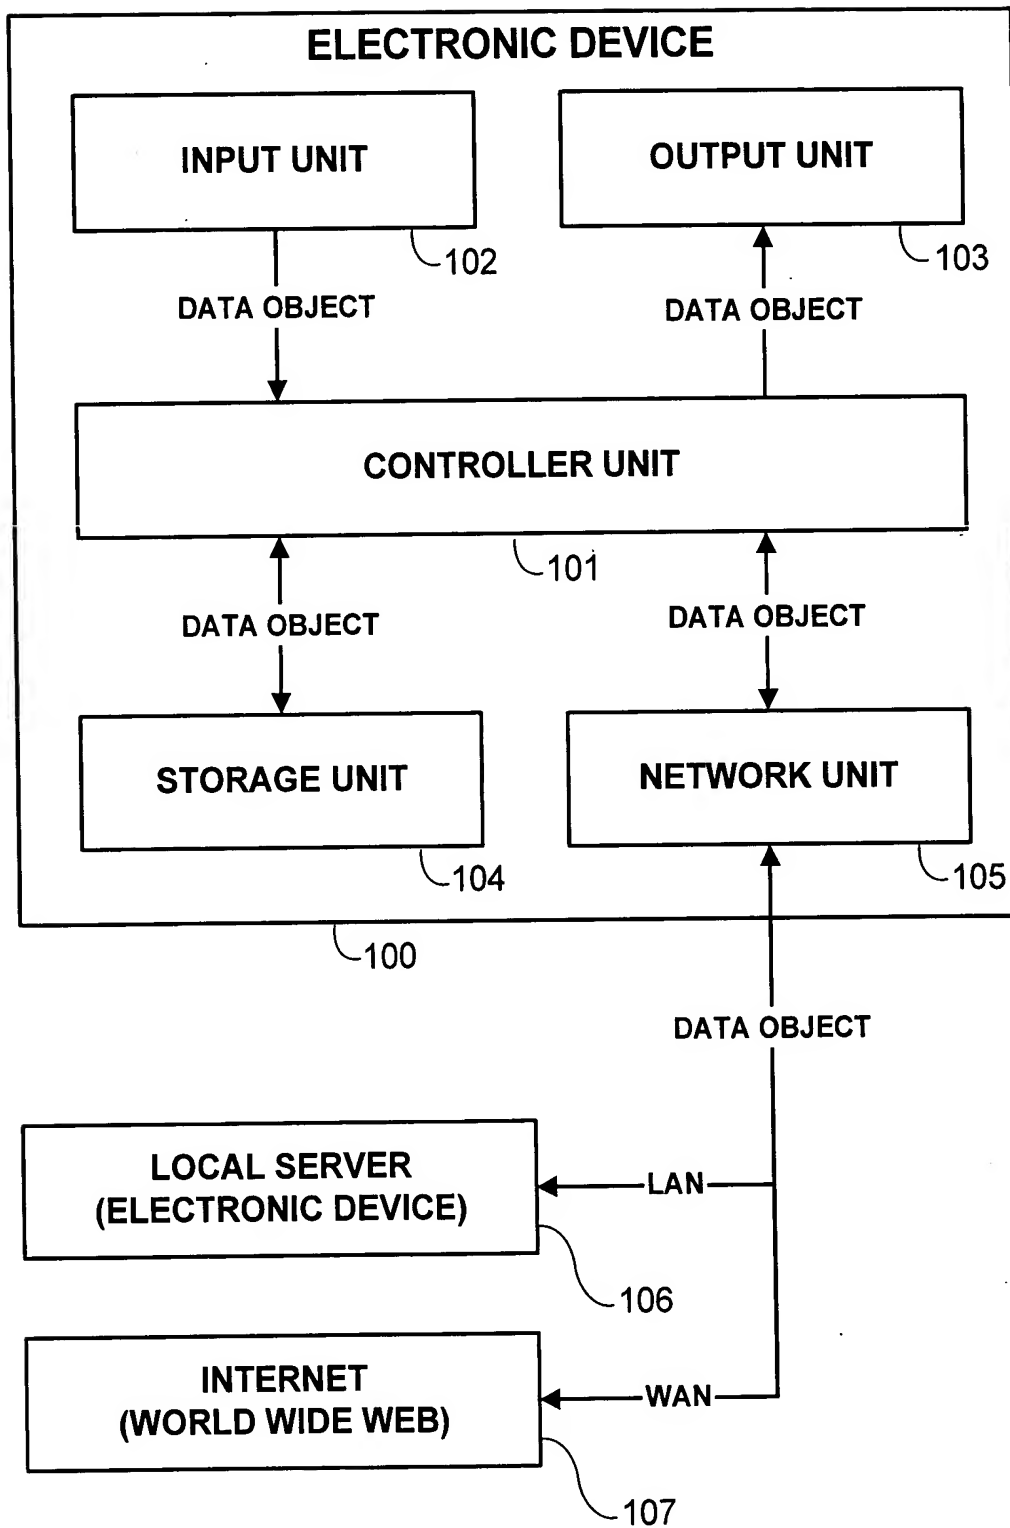 ELECTRONIC DEVICE
INPUT UNIT
OUTPUT UNIT
102
103
DATA OBJECT
DATA OBJECT
CONTROLLER UNIT
101
DATA OBJECT
DATA OBJECT
STORAGE UNIT
NETWORK UNIT
104
105
100
DATA OBJECT
LOCAL SERVER
(ELECTRONIC DEVICE)
LAN
106
INTERNET
(WORLD WIDE WEB)
WAN
107